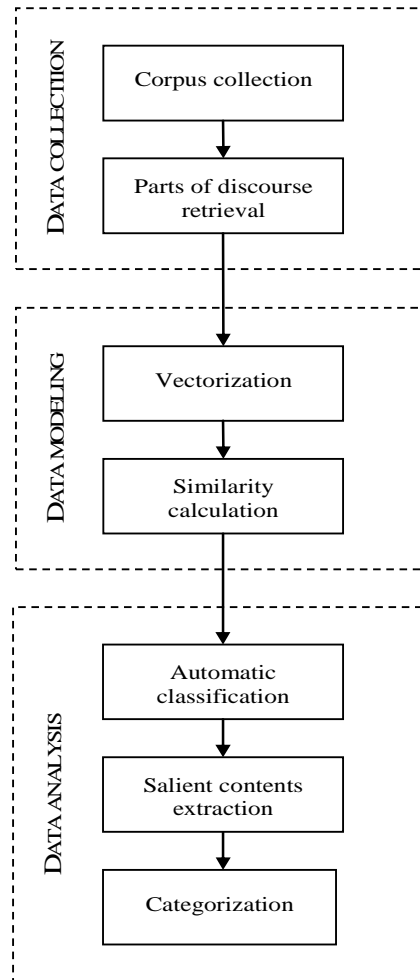 DATA COLLECTIION
Corpus collection
Parts of discourse
retrieval
DATA MODELING
Vectorization
Similarity
calculation
DATA ANALYSIS
Automatic
classification
Salient contents
extraction
Categorization